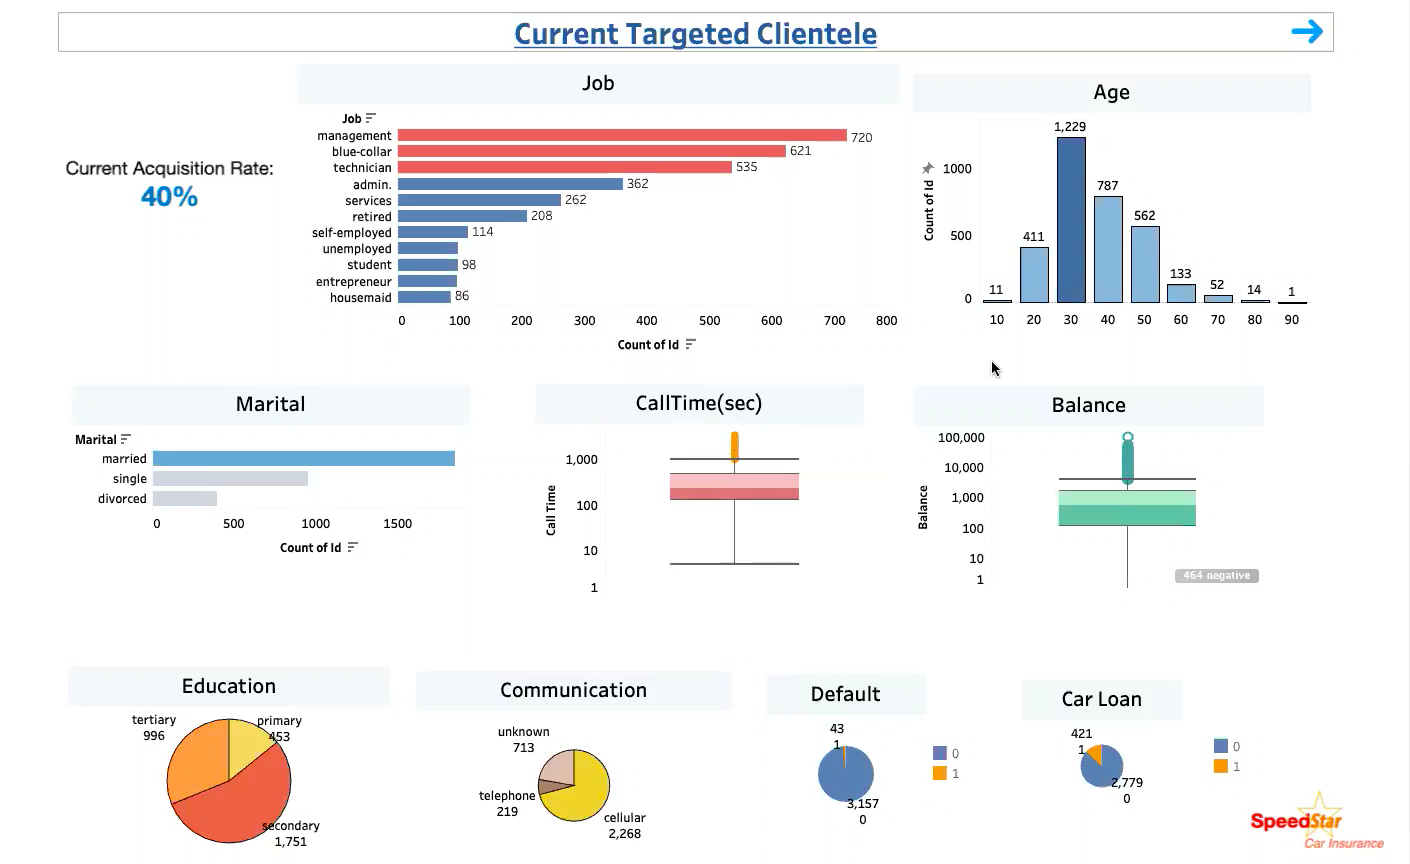 Current Targeted Clientele
Job
Age
Current Acquisition Rate:
40%
Job
management 720
blue-collar 621
technician 535
admin. 362
services 262
retired 208
self-employed 114
unemployed
student 98
entrepreneur
housemaid 86
0 100 200 300 400 500 600 700 800
Count of Id
Count of Id
1000
500
0
11 411 1,229 787 562 133 52 14 1
10 20 30 40 50 60 70 80 90
Marital
CallTime(sec)
Balance
Marital
married
single
divorced
0 500 1000 1500
Count of Id
Call Time
1,000
100
10
1
Balance
100,000
10,000
1,000
100
10
1
464 negative
Education
Communication
Default
Car Loan
tertiary
996
primary
453
secondary
1,751
unknown
713
telephone
219
cellular
2,268
43
1
3,157
0
0
1
421
1
2,779
0
0
1
SpeedStar
Car Insurance